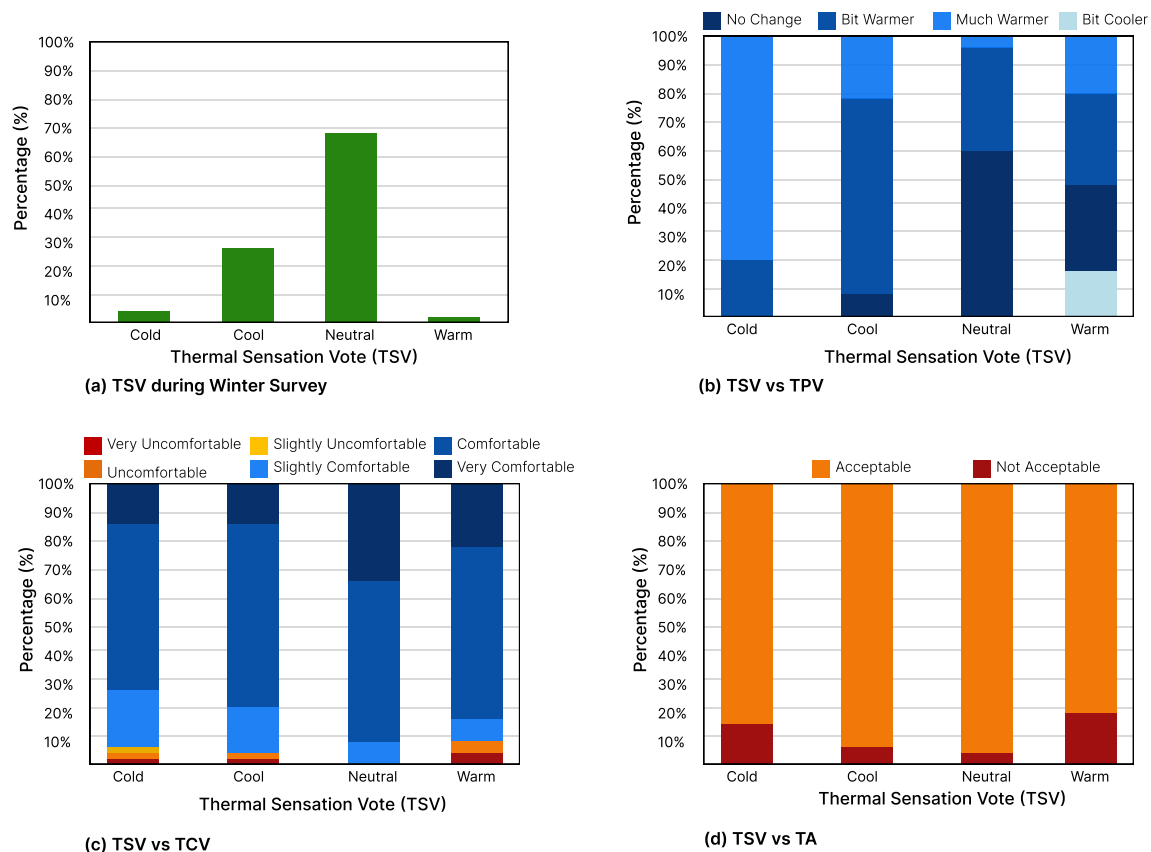 100%
90%
80%
70%
60%
50%
40%
30%
20%
10%
Percentage (%)
Cold Cool Neutral Warm
Thermal Sensation Vote (TSV)
(a) TSV during Winter Survey
No Change Bit Warmer Much Warmer Bit Cooler
100%
90%
80%
70%
60%
50%
40%
30%
20%
10%
Percentage (%)
Cold Cool Neutral Warm
Thermal Sensation Vote (TSV)
(b) TSV vs TPV
Very Uncomfortable Slightly Uncomfortable Comfortable
Uncomfortable Slightly Comfortable Very Comfortable
100%
90%
80%
70%
60%
50%
40%
30%
20%
10%
Percentage (%)
Cold Cool Neutral Warm
Thermal Sensation Vote (TSV)
(c) TSV vs TCV
Acceptable Not Acceptable
100%
90%
80%
70%
60%
50%
40%
30%
20%
10%
Percentage (%)
Cold Cool Neutral Warm
Thermal Sensation Vote (TSV)
(d) TSV vs TA